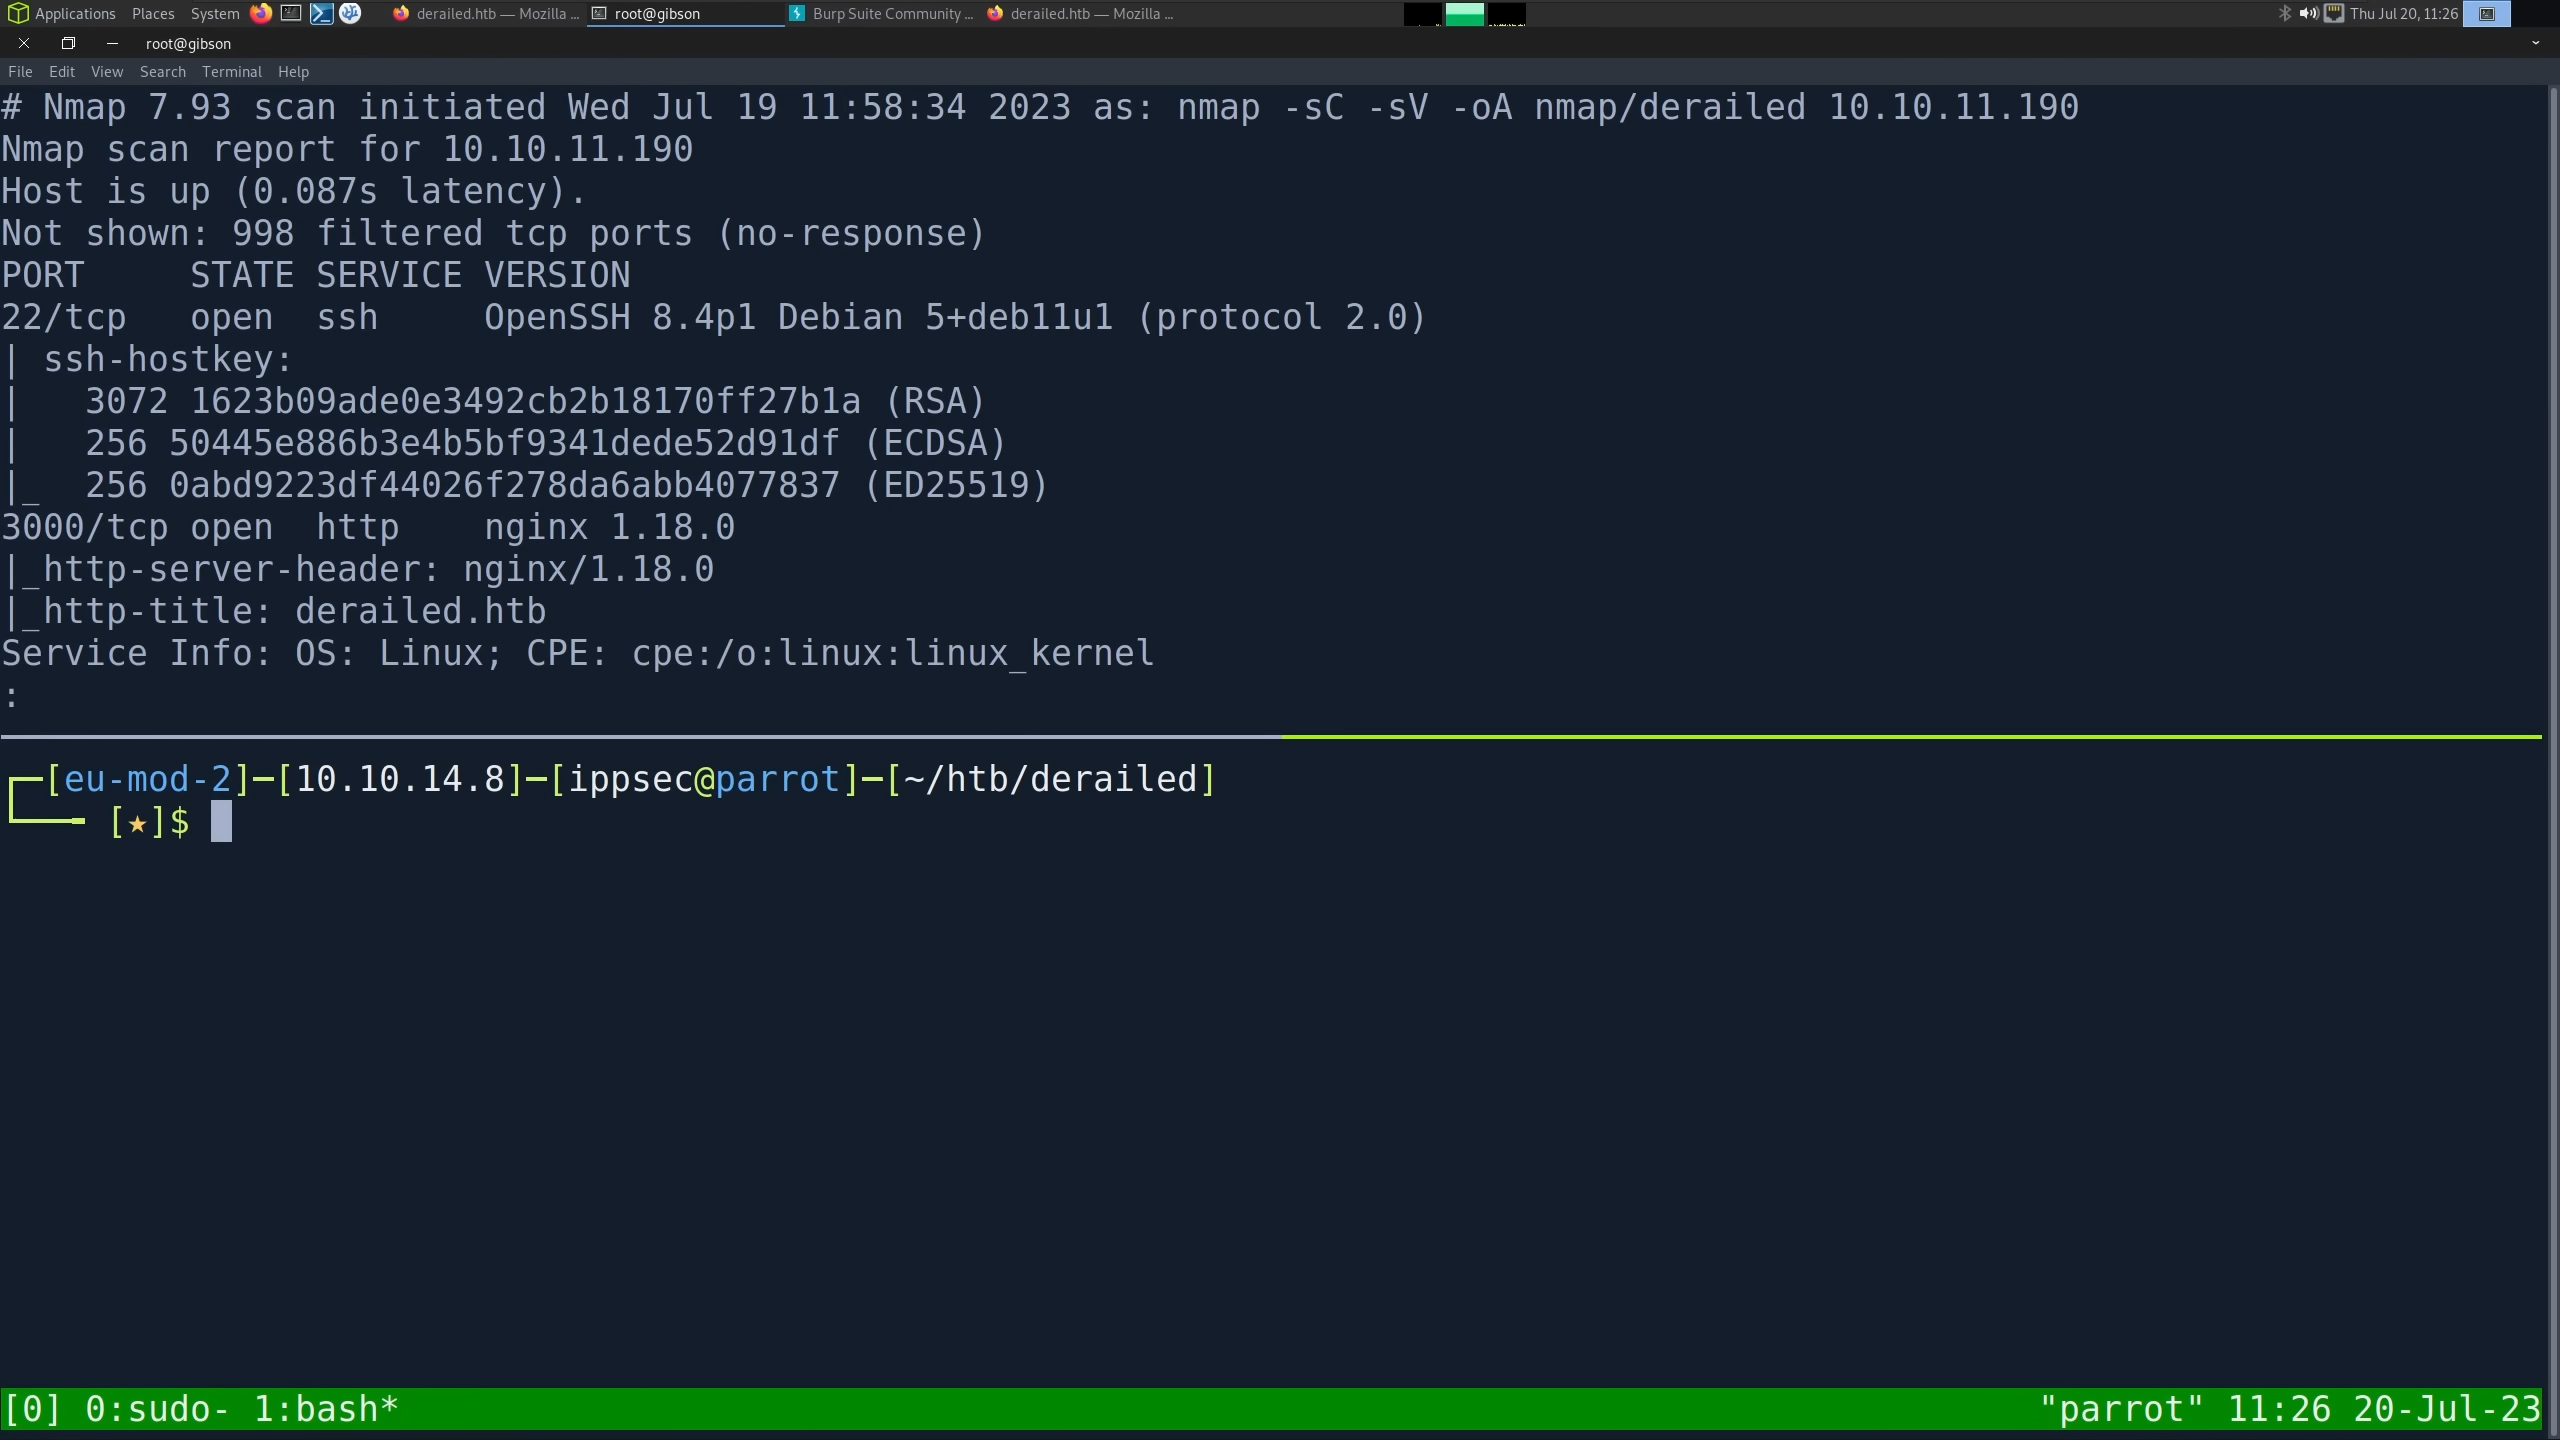 Applications Places System derailed.htb — Mozilla ... root@gibson Burp Suite Community ... derailed.htb — Mozilla ... Thu Jul 20, 11:26
root@gibson
File Edit View Search Terminal Help
# Nmap 7.93 scan initiated Wed Jul 19 11:58:34 2023 as: nmap -sC -sV -oA nmap/derailed 10.10.11.190
Nmap scan report for 10.10.11.190
Host is up (0.087s latency).
Not shown: 998 filtered tcp ports (no-response)
PORT     STATE SERVICE VERSION
22/tcp   open  ssh     OpenSSH 8.4p1 Debian 5+deb11u1 (protocol 2.0)
| ssh-hostkey:
|   3072 1623b09ade0e3492cb2b18170ff27b1a (RSA)
|   256 50445e886b3e4b5bf9341dede52d91df (ECDSA)
|_  256 0abd9223df44026f278da6abb4077837 (ED25519)
3000/tcp open  http    nginx 1.18.0
|_http-server-header: nginx/1.18.0
|_http-title: derailed.htb
Service Info: OS: Linux; CPE: cpe:/o:linux:linux_kernel
:
┌─[eu-mod-2]─[10.10.14.8]─[ippsec@parrot]─[~/htb/derailed]
└──╼ [★]$
[0] 0:sudo- 1:bash* "parrot" 11:26 20-Jul-23